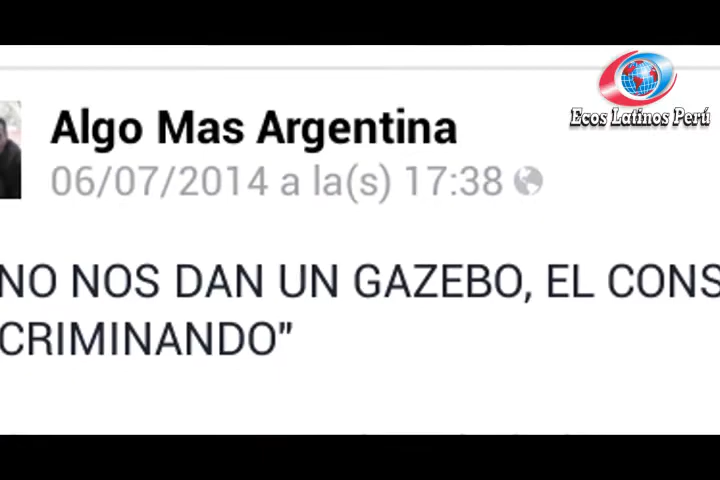 Ecos Latinos Perú
Algo Mas Argentina
06/07/2014 a la(s) 17:38
NO NOS DAN UN GAZEBO, EL CONS
CRIMINANDO"